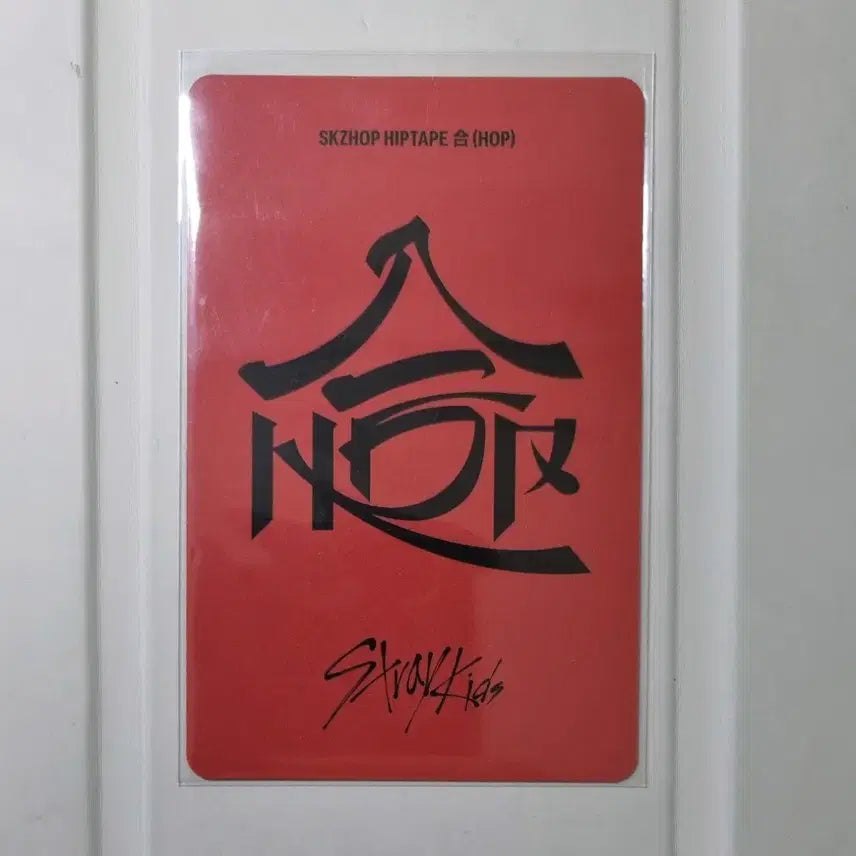 SKZHOP HIPTAPE 合 (HOP)
合
HOP
Stray Kids